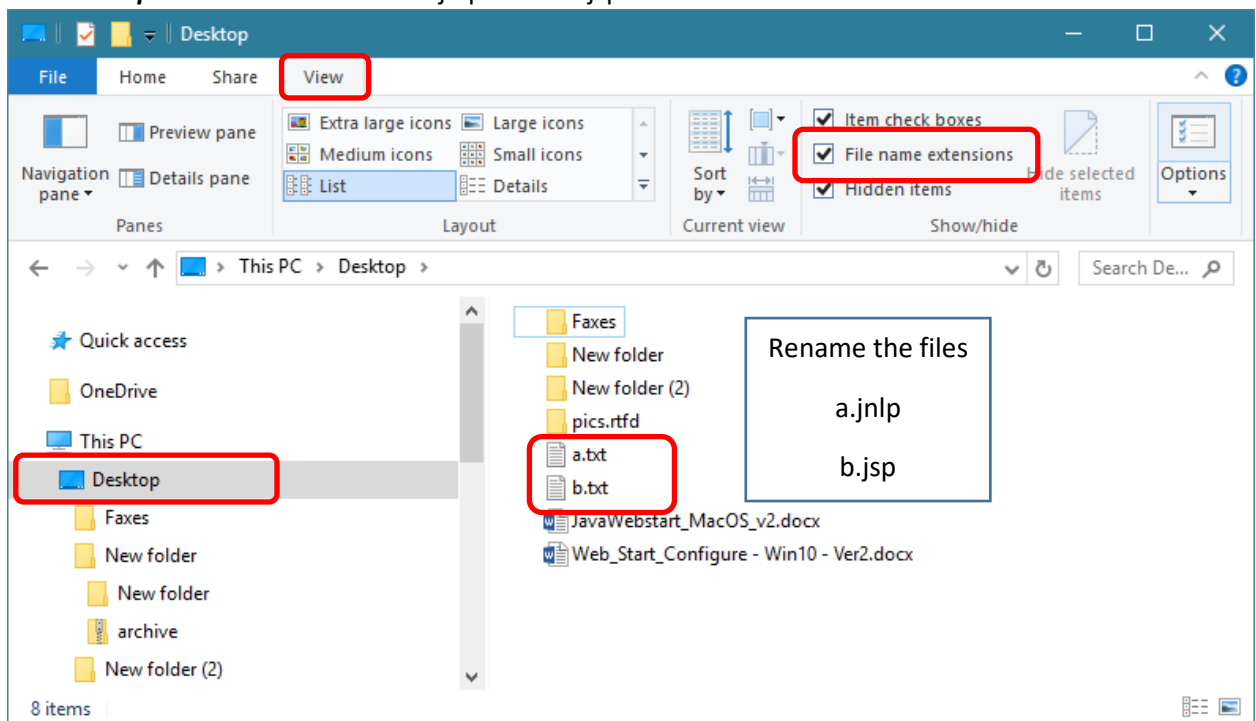 Desktop
File Home Share View
Preview pane
Details pane
Navigation pane
Extra large icons Large icons
Medium icons Small icons
List Details
Sort by
Item check boxes
File name extensions
Hidden items
Hide selected items
Options
Panes Layout Current view Show/hide
This PC > Desktop >
Search De...
Quick access
OneDrive
This PC
Desktop
Faxes
New folder
New folder
archive
New folder (2)
Faxes
New folder
New folder (2)
pics.rtfd
a.txt
b.txt
JavaWebstart_MacOS_v2.docx
Web_Start_Configure - Win10 - Ver2.docx
Rename the files
a.jnlp
b.jsp
8 items